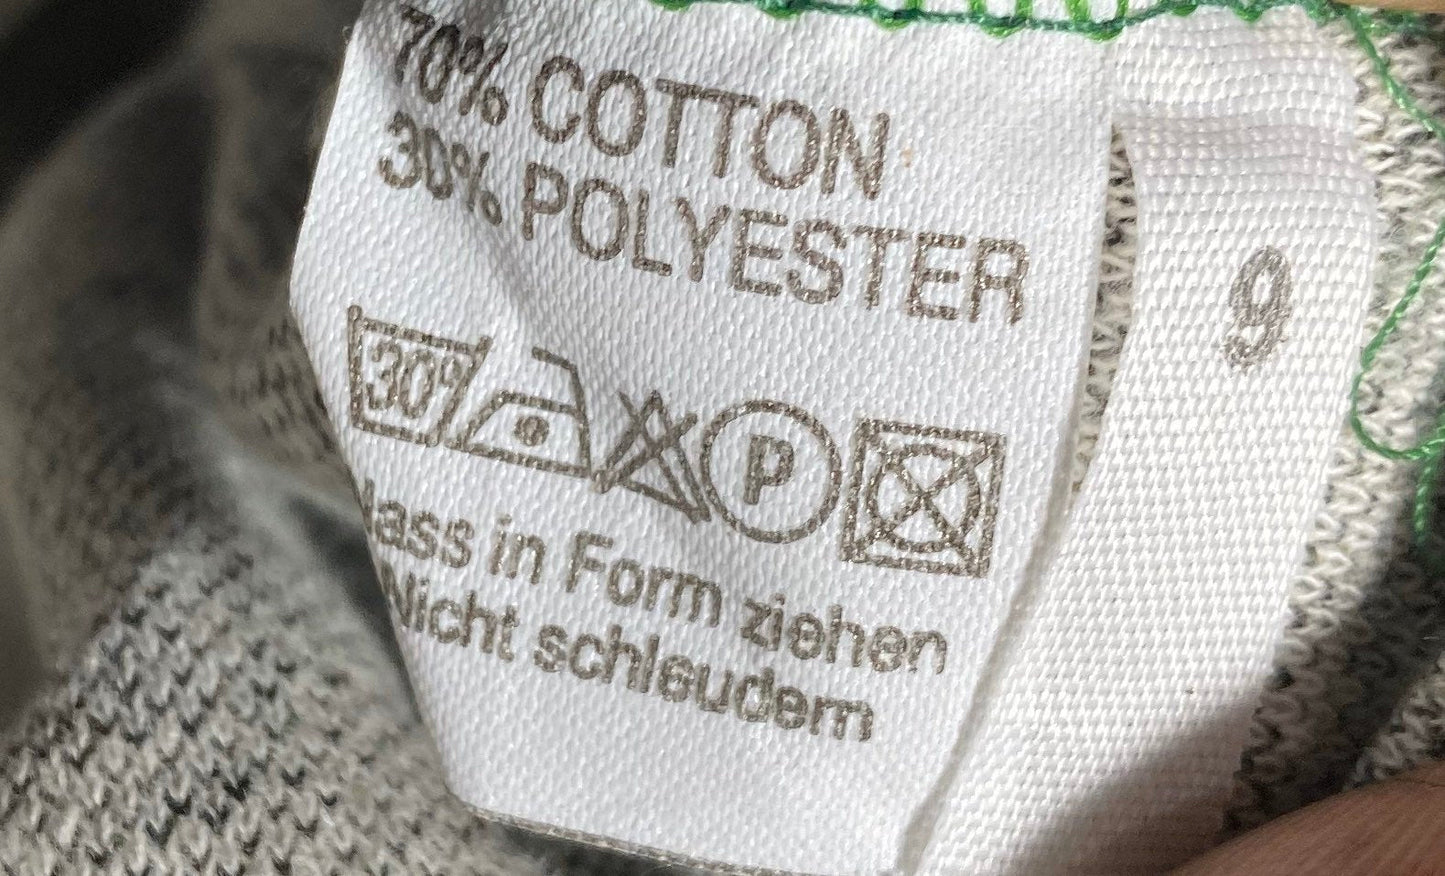 70% COTTON
30% POLYESTER
30°
P
Nass in Form ziehen
Nicht schleudern
9